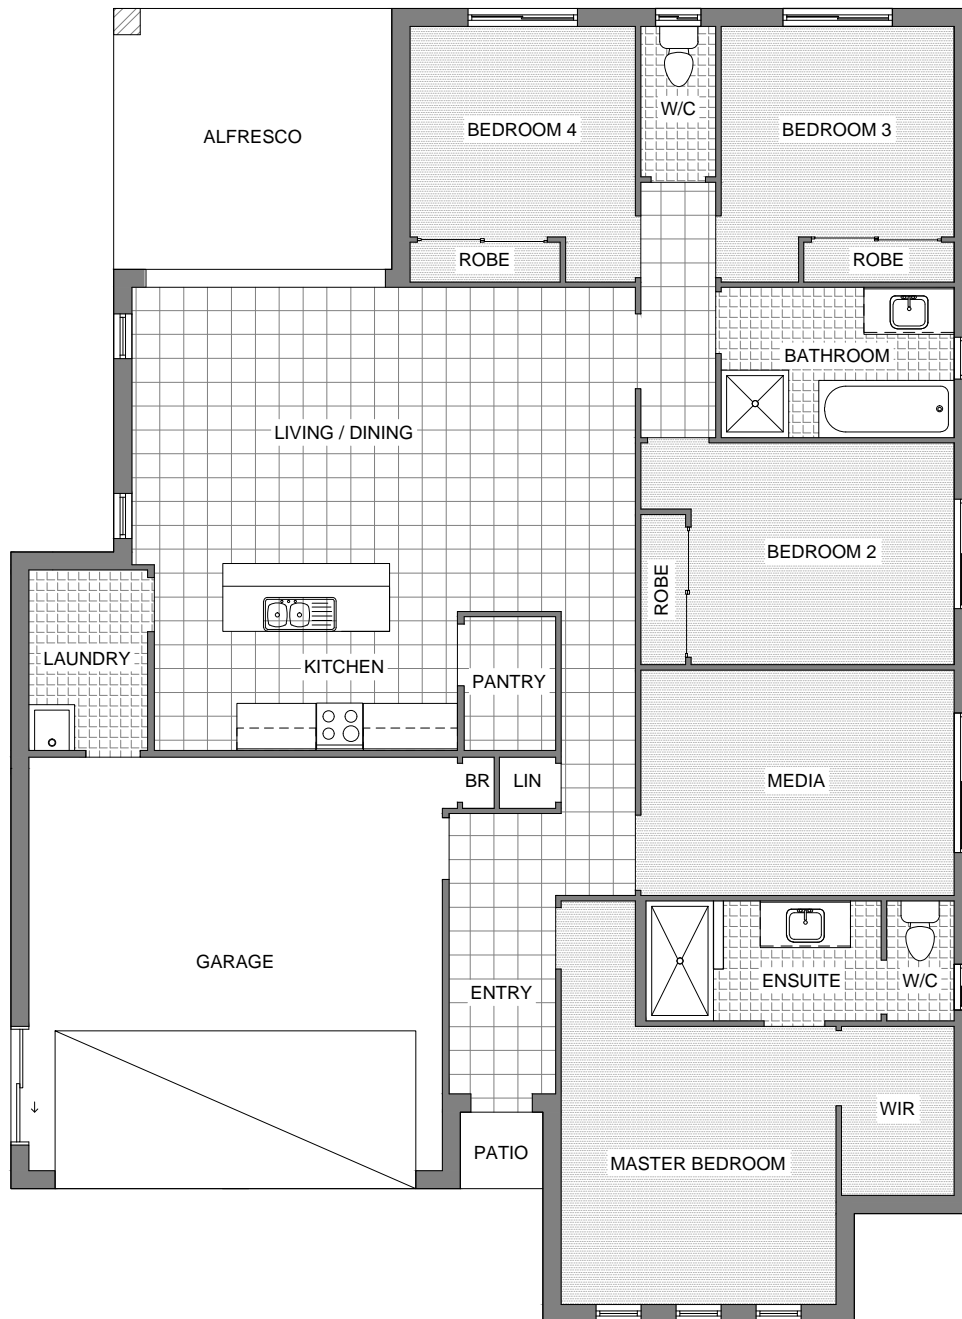 W/C
BEDROOM 4
BEDROOM 3
ALFRESCO
ROBE
ROBE
BATHROOM
LIVING / DINING
BEDROOM 2
ROBE
LAUNDRY
KITCHEN
PANTRY
BR
LIN
MEDIA
GARAGE
ENTRY
ENSUITE
W/C
WIR
PATIO
MASTER BEDROOM